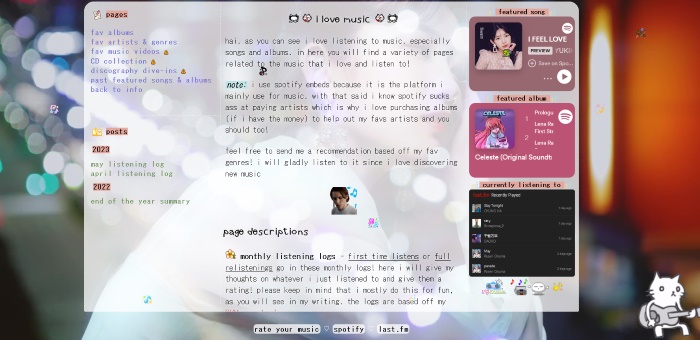 pages
fav albums
fav artists & genres
fav music videos
CD collection
discography dive-ins
past featured songs & albums
back to info
posts
2023
may listening log
april listening log
2022
end of the year summary
i love music
hai, as you can see i love listening to music, especially
songs and albums. in here you will find a variety of pages
related to the music that i love and listen to!
note: i use spotify embeds because it is the platform i
mainly use for music. with that said i know spotify sucks
ass at paying artists which is why i love purchasing albums
(if i have the money) to help out my favs artists and you
should too!
feel free to send me a recommendation based off my fav
genres! i will gladly listen to it since i love discovering
new music
page descriptions
monthly listening logs - first time listens or full
relistenings go in these monthly logs! here i will give my
thoughts on whatever i just listened to and give them a
rating! please keep in mind that i mostly do this for fun,
as you will see in my writing. the logs are based off my
featured song
I FEEL LOVE
PREVIEW YUKI
Save on Spo
featured album
CELESTE
Prologu
1 Lena Ra
First Ste
2 Lena Ra
Celeste (Original Soundtr
currently listening to
Recently Played
rate your music ♡ spotify ♡ last.fm